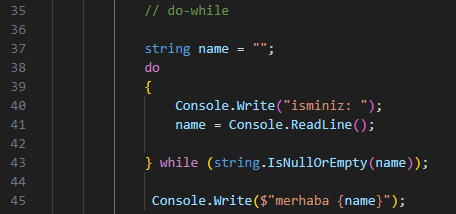 35 // do-while
36
37 string name = "";
38 do
39 {
40 Console.Write("isminiz: ");
41 name = Console.ReadLine();
42
43 } while (string.IsNullOrEmpty(name));
44
45 Console.Write($"merhaba {name}");